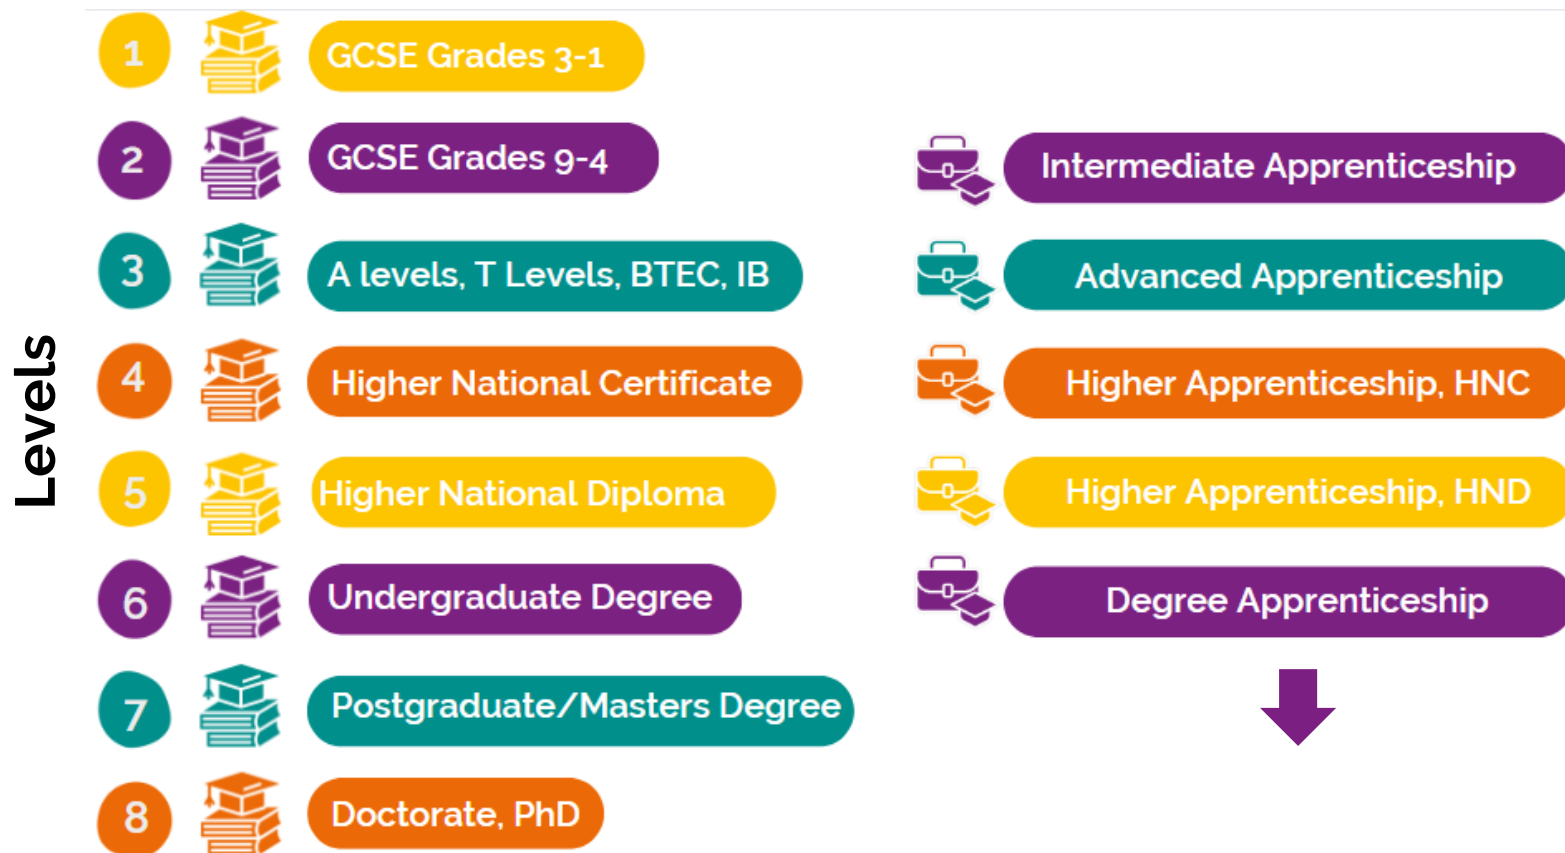 Levels
1
GCSE Grades 3-1
2
GCSE Grades 9-4
Intermediate Apprenticeship
3
A levels, T Levels, BTEC, IB
Advanced Apprenticeship
4
Higher National Certificate
Higher Apprenticeship, HNC
5
Higher National Diploma
Higher Apprenticeship, HND
6
Undergraduate Degree
Degree Apprenticeship
7
Postgraduate/Masters Degree
8
Doctorate, PhD